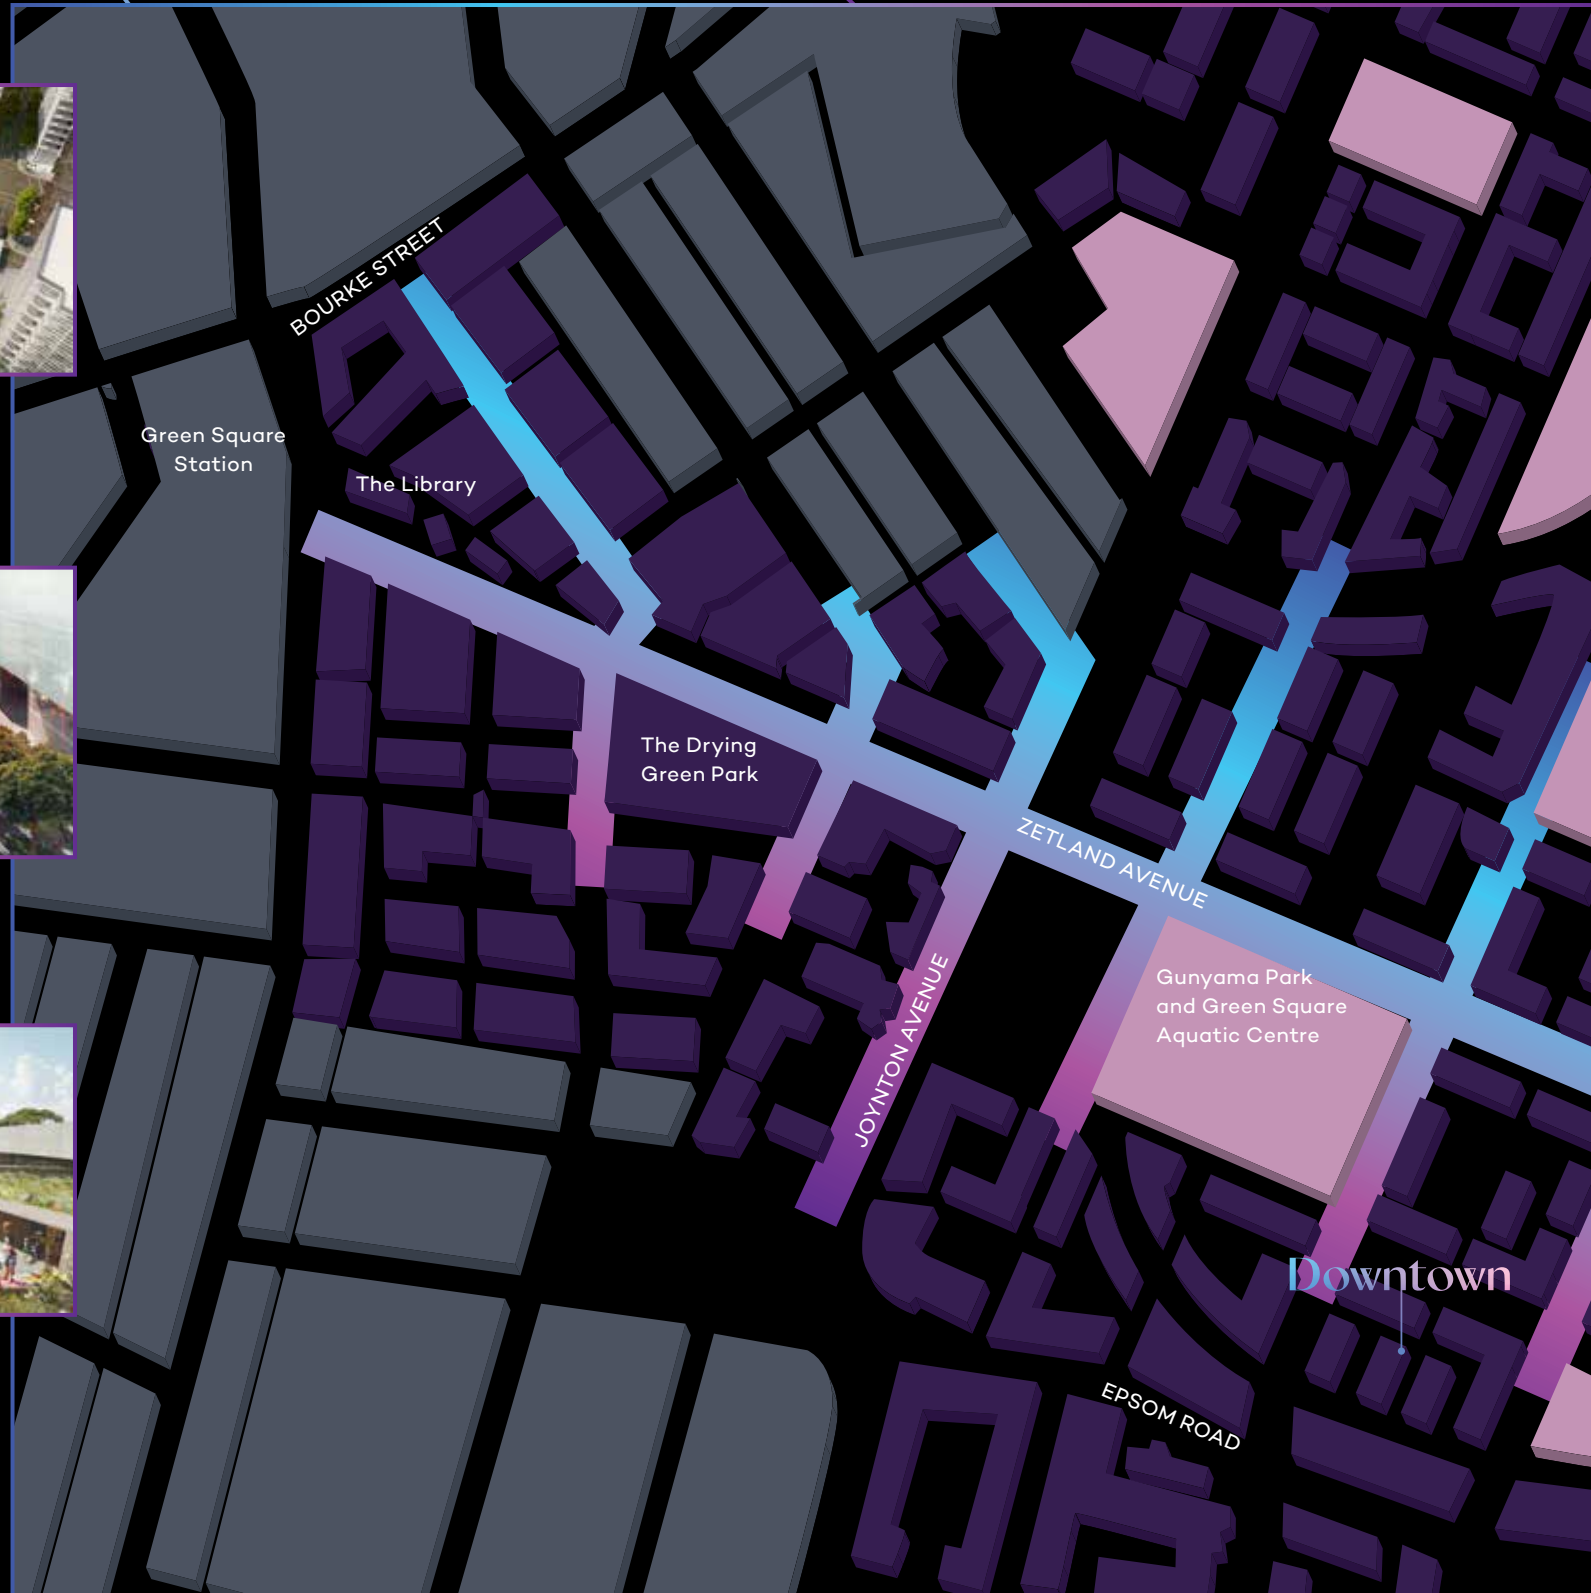 BOURKE STREET
Green Square
Station
The Library
The Drying
Green Park
ZETLAND AVENUE
JOYNTON AVENUE
Gunyama Park
and Green Square
Aquatic Centre
Downtown
EPSOM ROAD